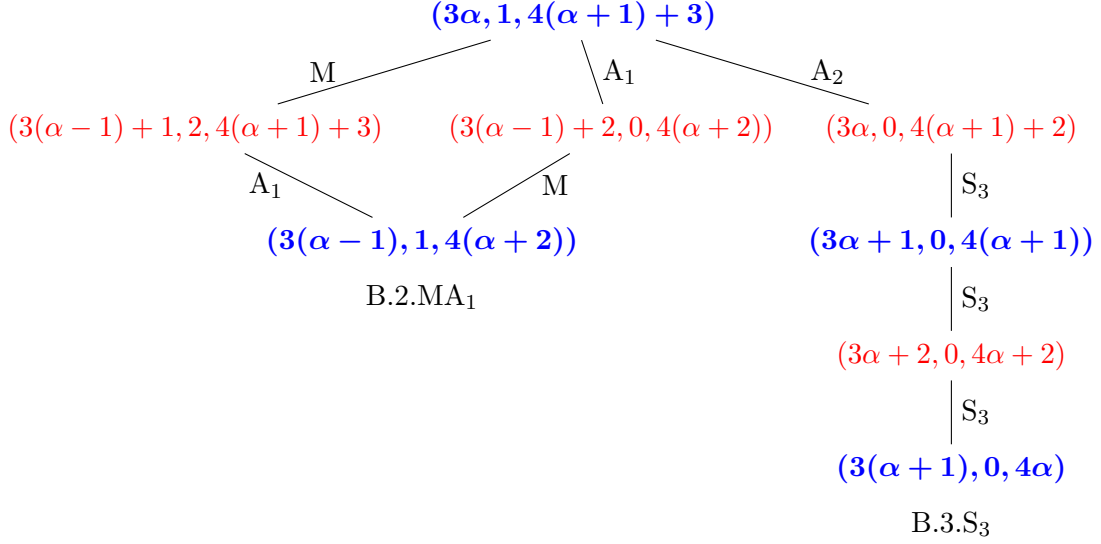 (3α, 1, 4(α + 1) + 3)
M
A₁
A₂
(3(α − 1) + 1, 2, 4(α + 1) + 3)
(3(α − 1) + 2, 0, 4(α + 2))
(3α, 0, 4(α + 1) + 2)
A₁
M
S₃
(3(α − 1), 1, 4(α + 2))
(3α + 1, 0, 4(α + 1))
B.2.MA₁
S₃
(3α + 2, 0, 4α + 2)
S₃
(3(α + 1), 0, 4α)
B.3.S₃